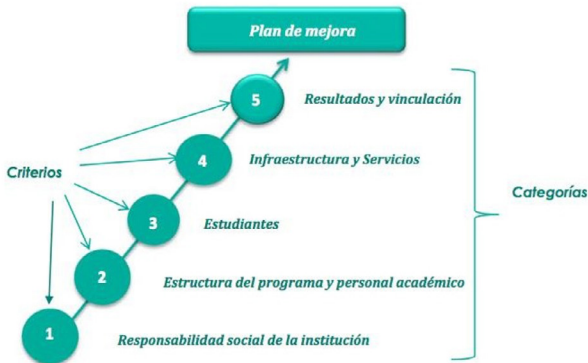 Plan de mejora
5
Resultados y vinculación
4
Infraestructura y Servicios
Criterios
Categorías
3
Estudiantes
2
Estructura del programa y personal académico
1
Responsabilidad social de la institución